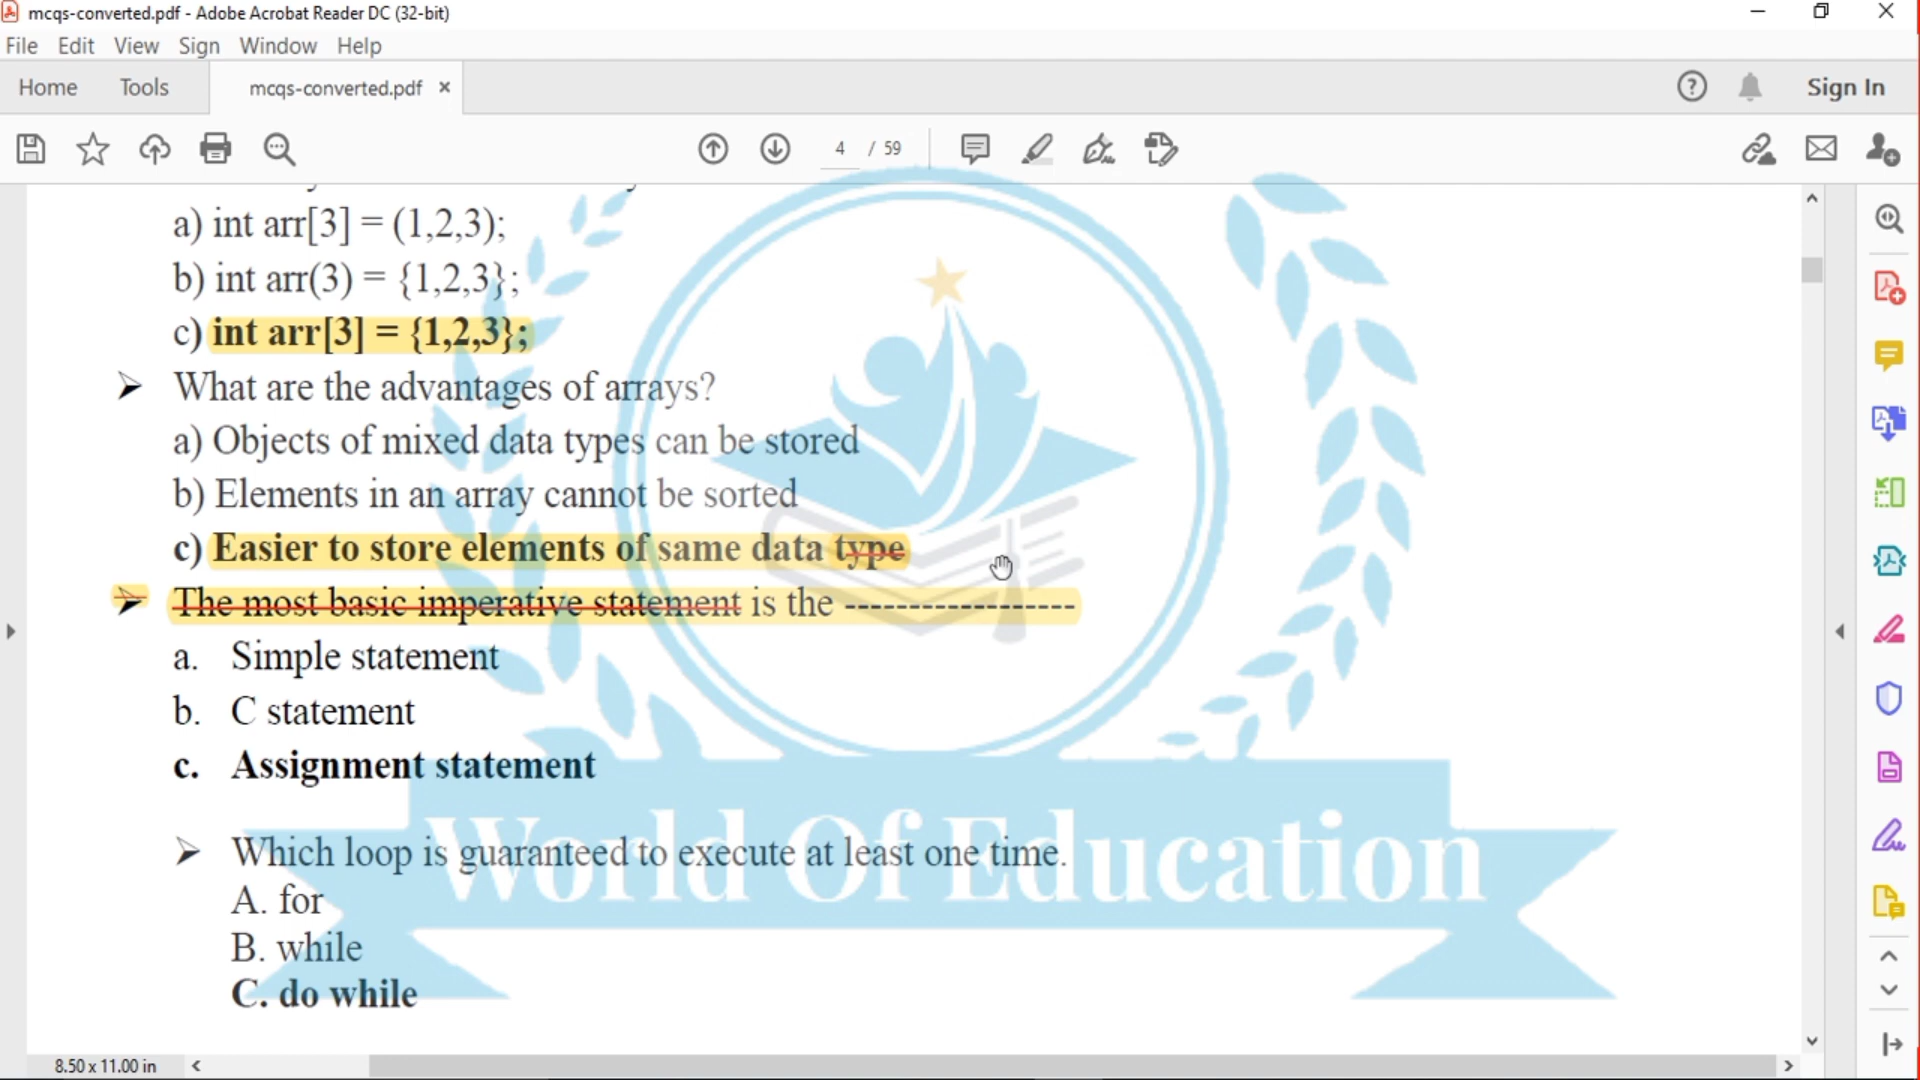 mcqs-converted.pdf - Adobe Acrobat Reader DC (32-bit)
File Edit View Sign Window Help
Home Tools mcqs-converted.pdf × Sign In
4 / 59
a) int arr[3] = (1,2,3);
b) int arr(3) = {1,2,3};
c) int arr[3] = {1,2,3};
➢ What are the advantages of arrays?
a) Objects of mixed data types can be stored
b) Elements in an array cannot be sorted
c) Easier to store elements of same data type
➢ The most basic imperative statement is the ------------------
a. Simple statement
b. C statement
c. Assignment statement
➢ Which loop is guaranteed to execute at least one time.
World Of Education
A. for
B. while
C. do while
8.50 x 11.00 in